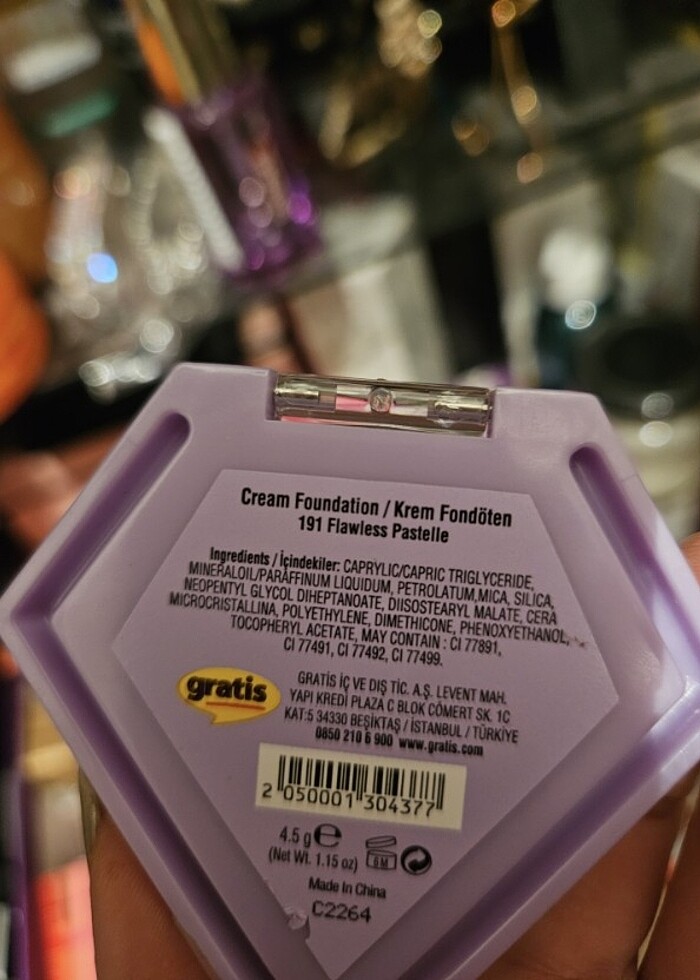 Cream Foundation / Krem Fondöten
191 Flawless Pastelle
Ingredients / İçindekiler: CAPRYLIC/CAPRIC TRIGLYCERIDE,
MINERALOIL/PARAFFINUM LIQUIDUM, PETROLATUM,MICA, SILICA,
NEOPENTYL GLYCOL DIHEPTANOATE, DIISOSTEARYL MALATE, CERA
MICROCRISTALLINA, POLYETHYLENE, DIMETHICONE, PHENOXYETHANOL,
TOCOPHERYL ACETATE, MAY CONTAIN : CI 77891,
CI 77491, CI 77492, CI 77499.
gratis
GRATİS İÇ VE DIŞ TİC. A.Ş. LEVENT MAH.
YAPI KREDİ PLAZA C BLOK CÖMERT SK. 1C
KAT:5 34330 BEŞİKTAŞ / İSTANBUL / TÜRKİYE
0850 210 6 900 www.gratis.com
2 050001 304377
4.5 g e
(Net Wt. 1.15 oz)
6M
Made In China
C2264